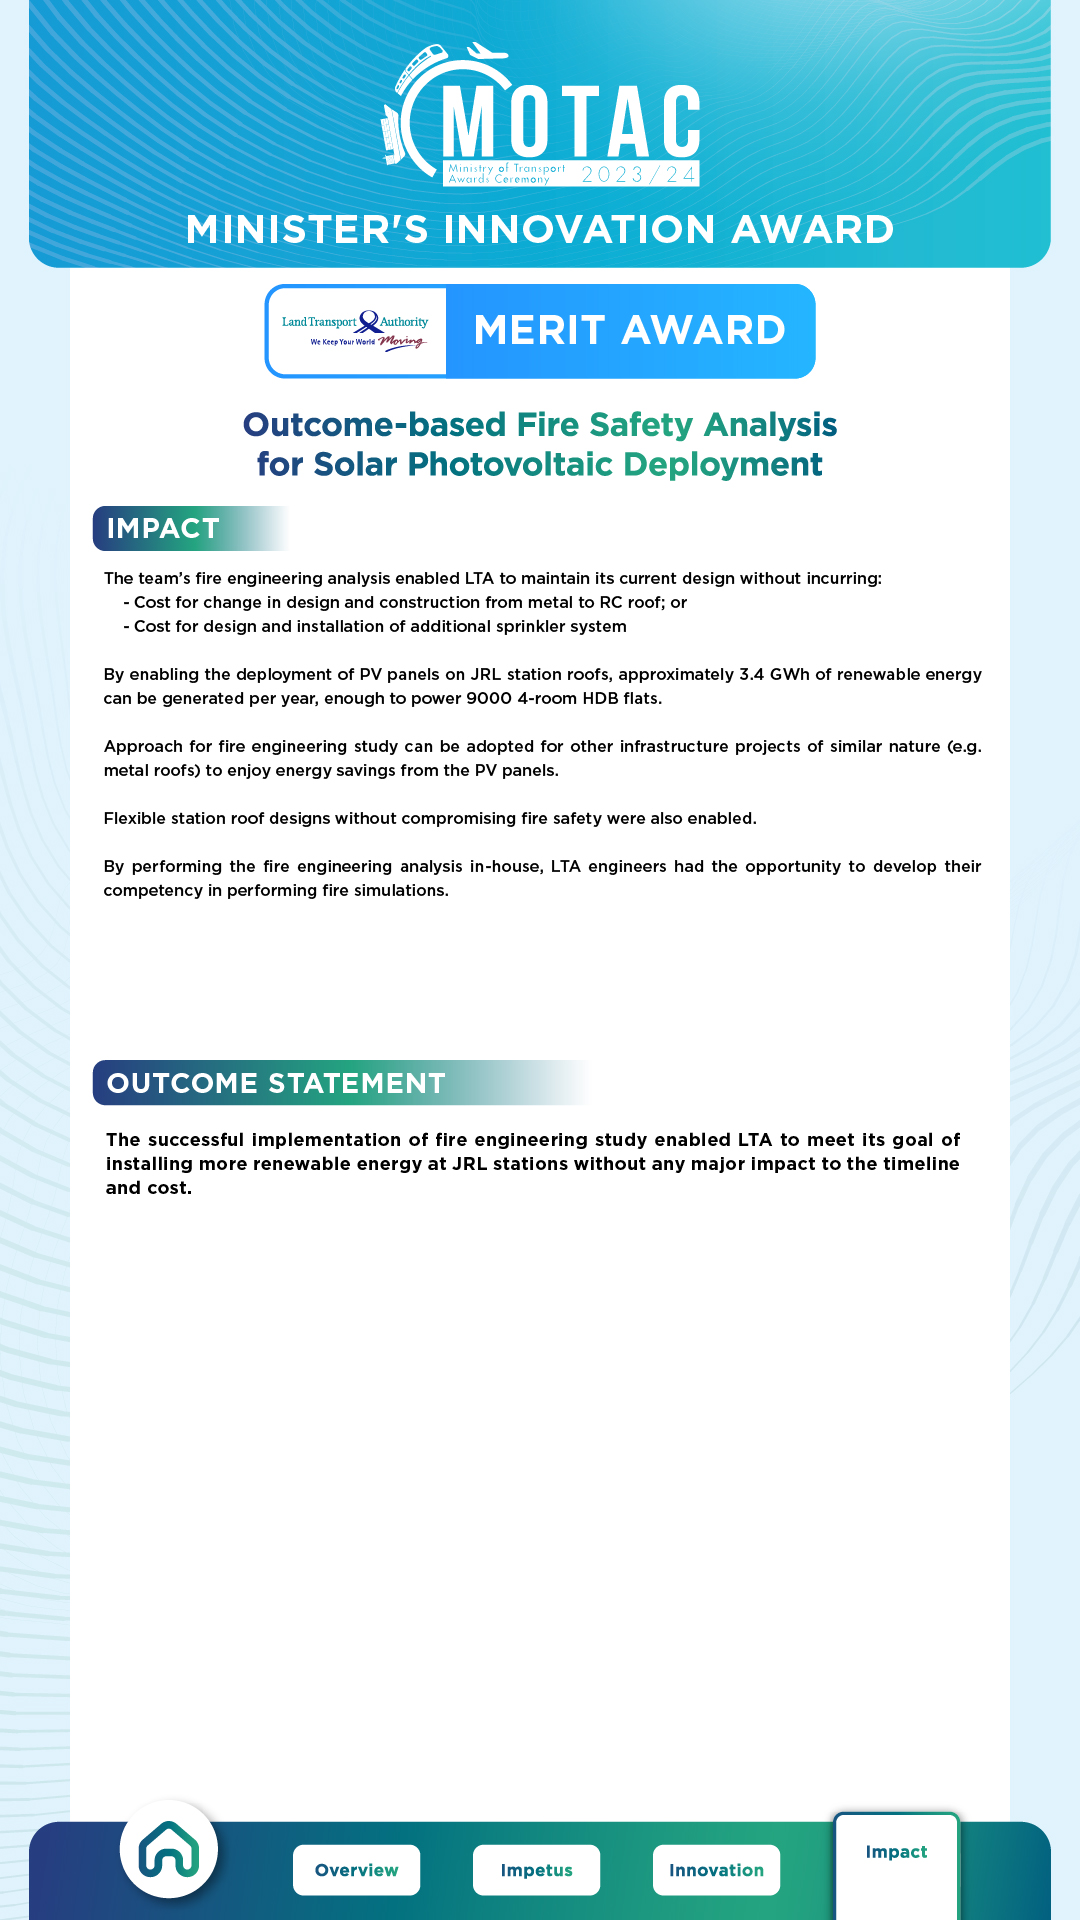 MOTAC
Ministry of Transport
Awards Ceremony
2023/24
MINISTER'S INNOVATION AWARD
Land Transport Authority
We Keep Your World Moving
MERIT AWARD
Outcome-based Fire Safety Analysis
for Solar Photovoltaic Deployment
IMPACT
The team’s fire engineering analysis enabled LTA to maintain its current design without incurring:
- Cost for change in design and construction from metal to RC roof; or
- Cost for design and installation of additional sprinkler system
By enabling the deployment of PV panels on JRL station roofs, approximately 3.4 GWh of renewable energy
can be generated per year, enough to power 9000 4-room HDB flats.
Approach for fire engineering study can be adopted for other infrastructure projects of similar nature (e.g.
metal roofs) to enjoy energy savings from the PV panels.
Flexible station roof designs without compromising fire safety were also enabled.
By performing the fire engineering analysis in-house, LTA engineers had the opportunity to develop their
competency in performing fire simulations.
OUTCOME STATEMENT
The successful implementation of fire engineering study enabled LTA to meet its goal of
installing more renewable energy at JRL stations without any major impact to the timeline
and cost.
Overview
Impetus
Innovation
Impact